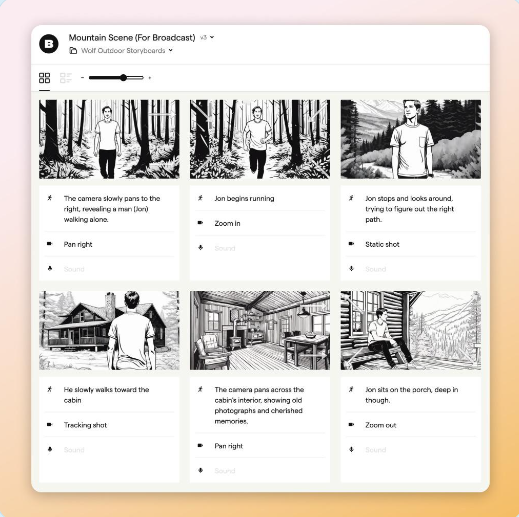 B
Mountain Scene (For Broadcast) v3
Wolf Outdoor Storyboards
- +
The camera slowly pans to the
right, revealing a man (Jon)
walking alone.
Pan right
Sound
Jon begins running
Zoom in
Sound
Jon stops and looks around,
trying to figure out the right
path.
Static shot
Sound
He slowly walks toward the
cabin
Tracking shot
Sound
The camera pans across the
cabin's interior, showing old
photographs and cherished
memories.
Pan right
Sound
Jon sits on the porch, deep in
though.
Zoom out
Sound